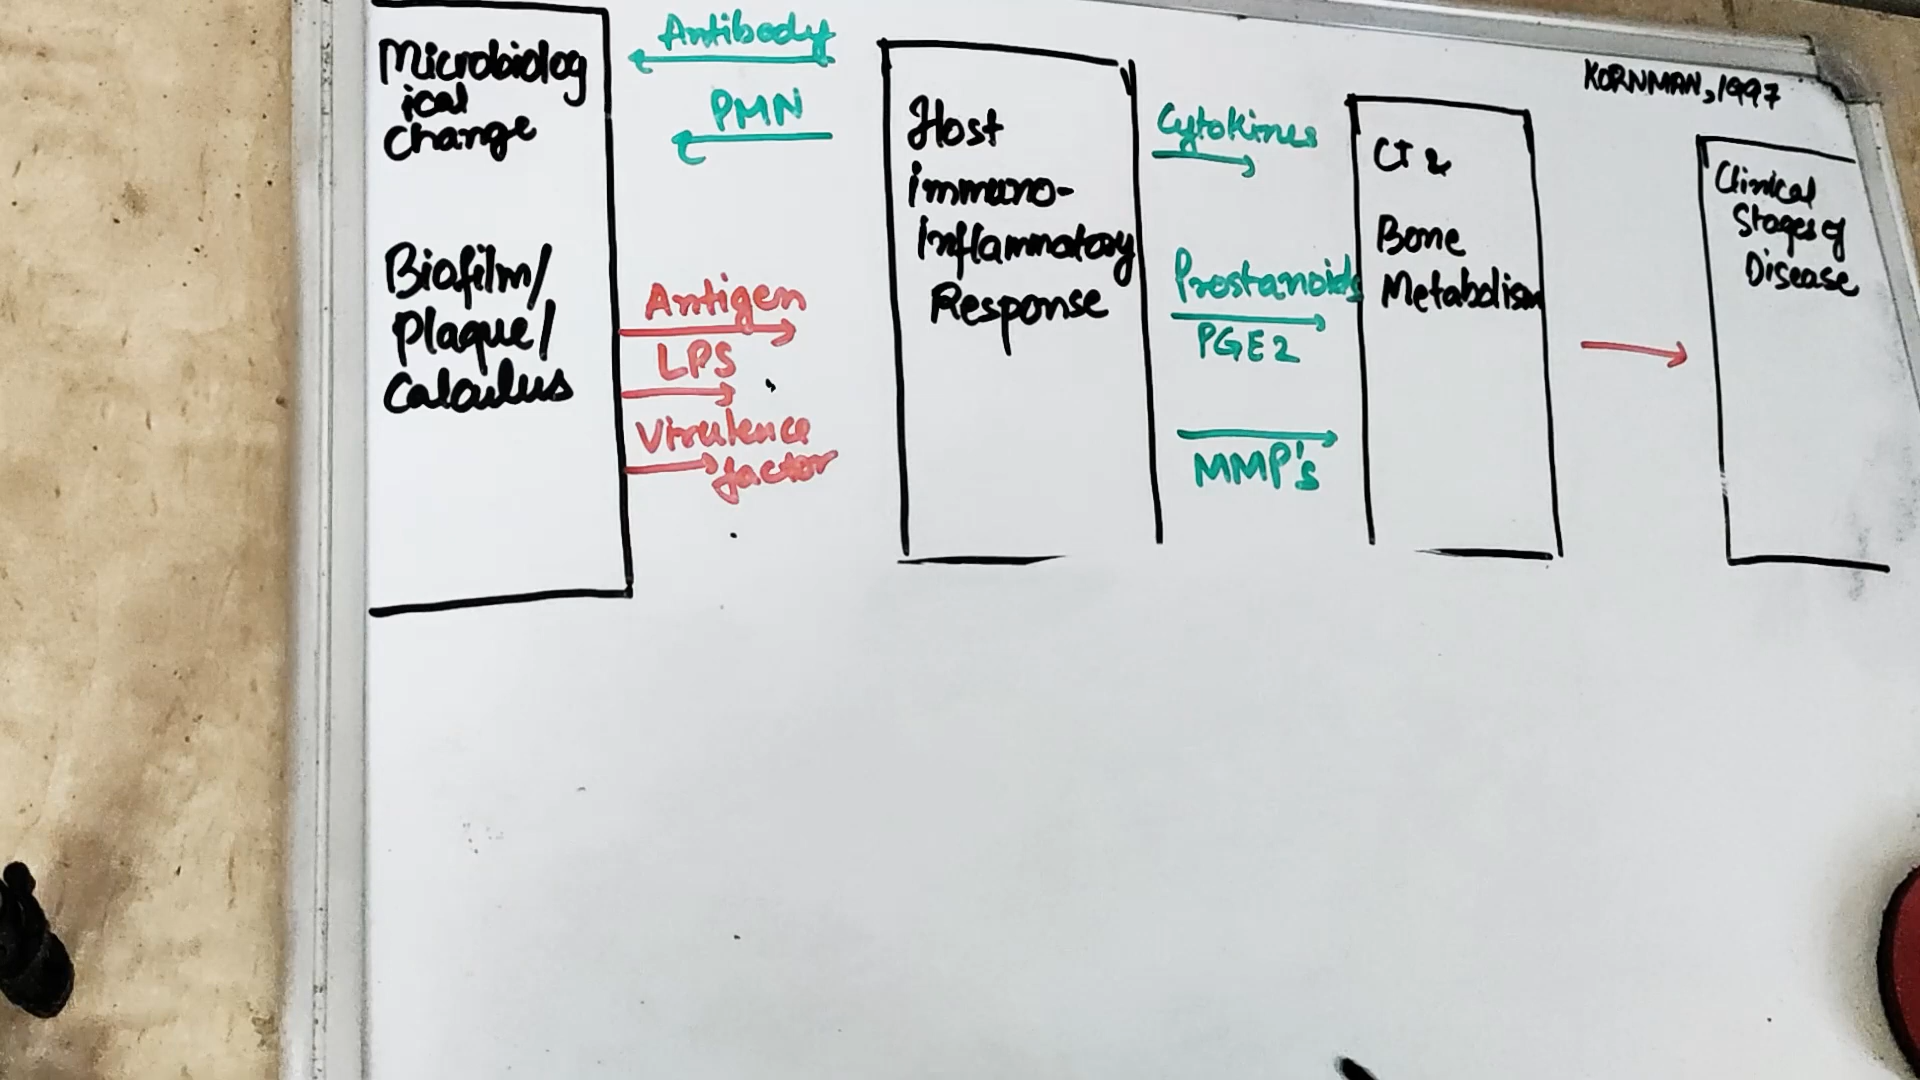 Microbiolog
ical
Change
Biofilm/
Plaque/
Calculus
Antibody
PMN
Antigen
LPS
Virulence
factor
Host
immuno-
inflammatory
Response
Cytokines
Prostanoids
PGE2
MMP's
CT &
Bone
Metabolism
KORNMAN, 1997
Clinical
Stages of
Disease